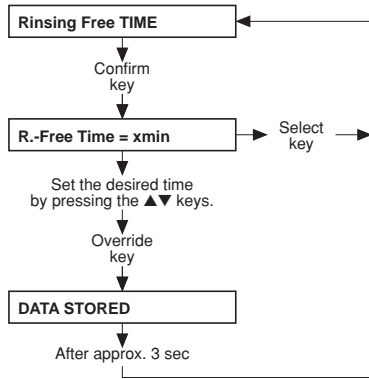 Rinsing Free TIME
Confirm
key
R.-Free Time = xmin
Select
key
Set the desired time
by pressing the ▲▼ keys.
Override
key
DATA STORED
After approx. 3 sec